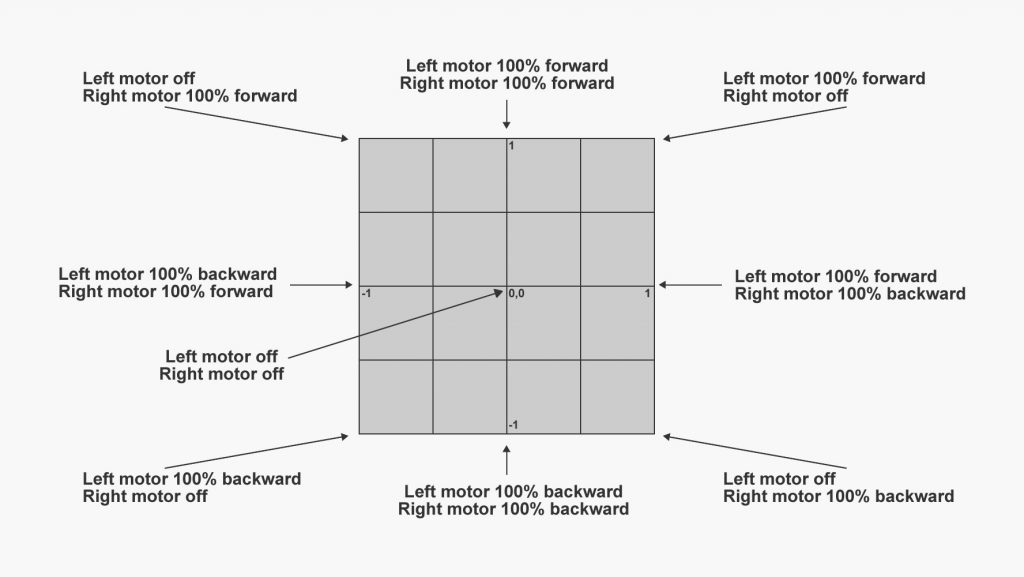 Left motor 100% forward
Right motor 100% forward
Left motor off
Right motor 100% forward
Left motor 100% forward
Right motor off
1
Left motor 100% backward
Right motor 100% forward
-1
0,0
1
Left motor 100% forward
Right motor 100% backward
Left motor off
Right motor off
-1
Left motor 100% backward
Right motor off
Left motor 100% backward
Right motor 100% backward
Left motor off
Right motor 100% backward